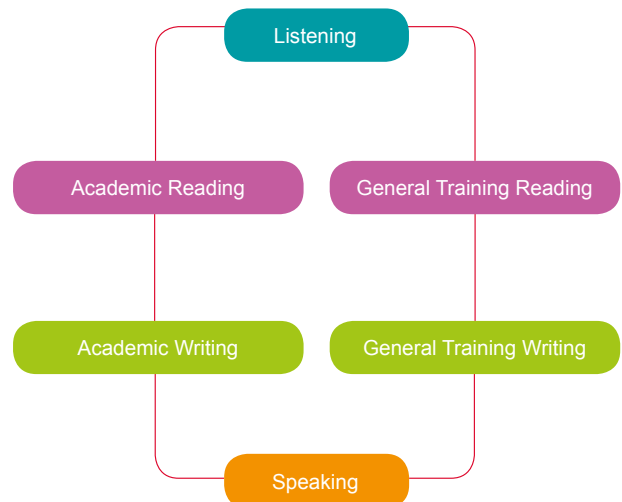 Listening
Academic Reading
General Training Reading
Academic Writing
General Training Writing
Speaking